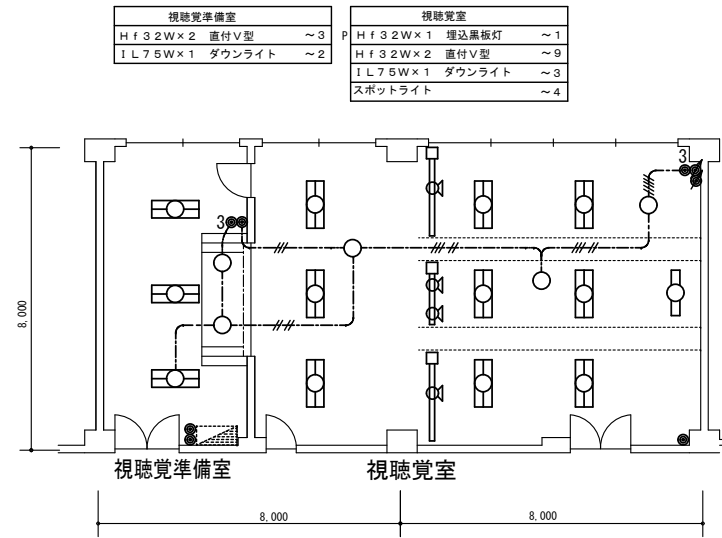 視聴覚準備室
Hf32W×2 直付V型 ～3
IL75W×1 ダウンライト ～2
視聴覚室
P
Hf32W×1 埋込黒板灯 ～1
Hf32W×2 直付V型 ～9
IL75W×1 ダウンライト ～3
スポットライト ～4
3
3
8,000
視聴覚準備室
視聴覚室
8,000
8,000